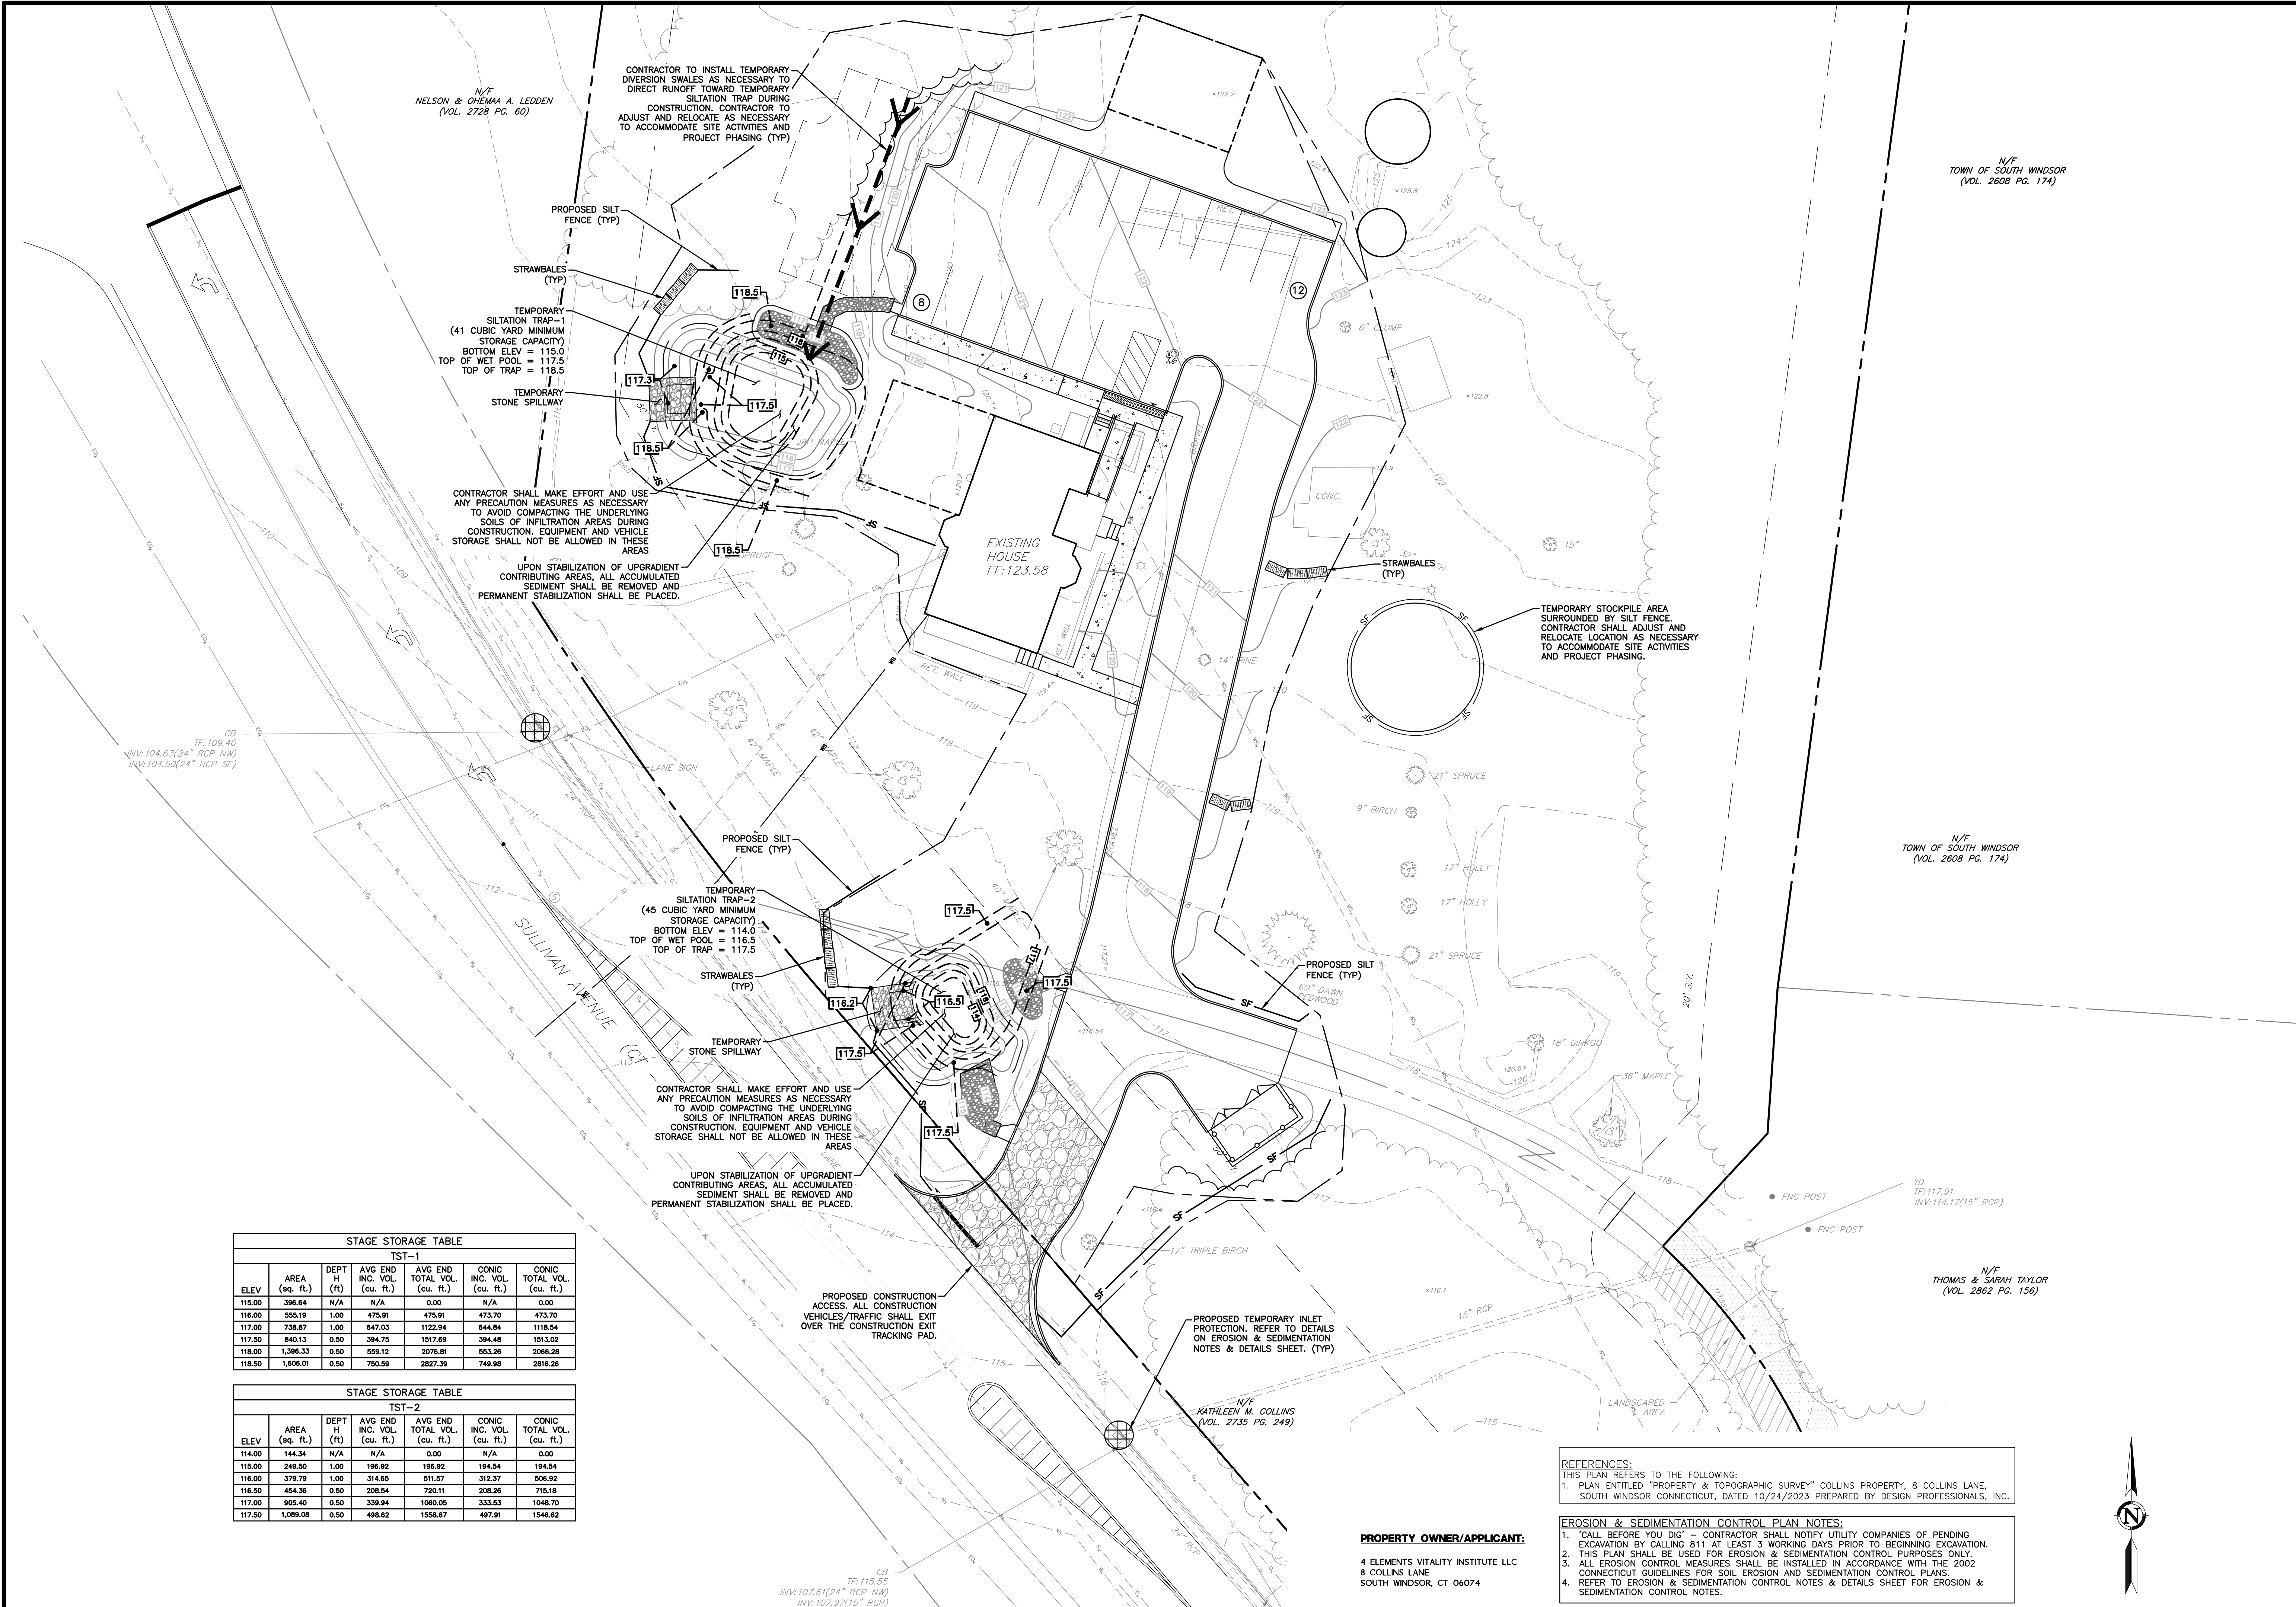 N/F
NELSON & OHEMAA A. LEDDEN
(VOL. 2728 PG. 60)
CONTRACTOR TO INSTALL TEMPORARY
DIVERSION SWALES AS NECESSARY TO
DIRECT RUNOFF TOWARD TEMPORARY
SILTATION TRAP DURING
CONSTRUCTION. CONTRACTOR TO
ADJUST AND RELOCATE AS NECESSARY
TO ACCOMMODATE SITE ACTIVITIES AND
PROJECT PHASING (TYP)
N/F
TOWN OF SOUTH WINDSOR
(VOL. 2608 PG. 174)
PROPOSED SILT
FENCE (TYP)
STRAWBALES
(TYP)
TEMPORARY
SILTATION TRAP-1
(41 CUBIC YARD MINIMUM
STORAGE CAPACITY)
BOTTOM ELEV = 115.0
TOP OF WET POOL = 117.5
TOP OF TRAP = 118.5
TEMPORARY
STONE SPILLWAY
118.5
117.3
117.5
118.5
118.5
8
12
×122.2
×125.8
×122.8
6" CLUMP
CONC.
15"
CONTRACTOR SHALL MAKE EFFORT AND USE
ANY PRECAUTION MEASURES AS NECESSARY
TO AVOID COMPACTING THE UNDERLYING
SOILS OF INFILTRATION AREAS DURING
CONSTRUCTION. EQUIPMENT AND VEHICLE
STORAGE SHALL NOT BE ALLOWED IN THESE
AREAS
UPON STABILIZATION OF UPGRADIENT
CONTRIBUTING AREAS, ALL ACCUMULATED
SEDIMENT SHALL BE REMOVED AND
PERMANENT STABILIZATION SHALL BE PLACED.
EXISTING
HOUSE
FF:123.58
STRAWBALES
(TYP)
TEMPORARY STOCKPILE AREA
SURROUNDED BY SILT FENCE.
CONTRACTOR SHALL ADJUST AND
RELOCATE LOCATION AS NECESSARY
TO ACCOMMODATE SITE ACTIVITIES
AND PROJECT PHASING.
RET. WALL
RET. WALL
14" PINE
CB
TF:109.40
INV:104.63(24" RCP NW)
INV:104.50(24" RCP SE)
LANE SIGN
24" RCP
42" MAPLE
42" MAPLE
21" SPRUCE
9" BIRCH
17" HOLLY
17" HOLLY
21" SPRUCE
N/F
TOWN OF SOUTH WINDSOR
(VOL. 2608 PG. 174)
20' S.Y.
PROPOSED SILT
FENCE (TYP)
TEMPORARY
SILTATION TRAP-2
(45 CUBIC YARD MINIMUM
STORAGE CAPACITY)
BOTTOM ELEV = 114.0
TOP OF WET POOL = 116.5
TOP OF TRAP = 117.5
STRAWBALES
(TYP)
40" MAPLE
GRAVEL
117.5
117.5
116.5
116.2
117.5
117.5
TEMPORARY
STONE SPILLWAY
PROPOSED SILT
FENCE (TYP)
60" DAWN
REDWOOD
×116.54
18" GINKGO
36" MAPLE
SULLIVAN AVENUE (CT
CONTRACTOR SHALL MAKE EFFORT AND USE
ANY PRECAUTION MEASURES AS NECESSARY
TO AVOID COMPACTING THE UNDERLYING
SOILS OF INFILTRATION AREAS DURING
CONSTRUCTION. EQUIPMENT AND VEHICLE
STORAGE SHALL NOT BE ALLOWED IN THESE
AREAS
UPON STABILIZATION OF UPGRADIENT
CONTRIBUTING AREAS, ALL ACCUMULATED
SEDIMENT SHALL BE REMOVED AND
PERMANENT STABILIZATION SHALL BE PLACED.
FNC POST
FNC POST
YD
TF:117.91
INV:114.17(15" RCP)
17" TRIPLE BIRCH
N/F
THOMAS & SARAH TAYLOR
(VOL. 2862 PG. 156)
PROPOSED CONSTRUCTION
ACCESS. ALL CONSTRUCTION
VEHICLES/TRAFFIC SHALL EXIT
OVER THE CONSTRUCTION EXIT
TRACKING PAD.
PROPOSED TEMPORARY INLET
PROTECTION. REFER TO DETAILS
ON EROSION & SEDIMENTATION
NOTES & DETAILS SHEET. (TYP)
×116.1
15" RCP
LANDSCAPED
AREA
N/F
KATHLEEN M. COLLINS
(VOL. 2735 PG. 249)
24" RCP
CB
TF:115.55
INV:107.61(24" RCP NW)
INV:107.97(15" RCP)
STAGE STORAGE TABLE
TST-1
ELEV AREA (sq. ft.) DEPT H (ft) AVG END INC. VOL. (cu. ft.) AVG END TOTAL VOL. (cu. ft.) CONIC INC. VOL. (cu. ft.) CONIC TOTAL VOL. (cu. ft.)
115.00 396.64 N/A N/A 0.00 N/A 0.00
116.00 555.19 1.00 475.91 475.91 473.70 473.70
117.00 738.87 1.00 647.03 1122.94 644.84 1118.54
117.50 840.13 0.50 394.75 1517.69 394.48 1513.02
118.00 1,396.33 0.50 559.12 2076.81 553.26 2066.28
118.50 1,606.01 0.50 750.59 2827.39 749.98 2816.26
STAGE STORAGE TABLE
TST-2
ELEV AREA (sq. ft.) DEPT H (ft) AVG END INC. VOL. (cu. ft.) AVG END TOTAL VOL. (cu. ft.) CONIC INC. VOL. (cu. ft.) CONIC TOTAL VOL. (cu. ft.)
114.00 144.34 N/A N/A 0.00 N/A 0.00
115.00 249.50 1.00 196.92 196.92 194.54 194.54
116.00 379.79 1.00 314.65 511.57 312.37 506.92
116.50 454.36 0.50 208.54 720.11 208.26 715.18
117.00 905.40 0.50 339.94 1060.05 333.53 1048.70
117.50 1,089.08 0.50 498.62 1558.67 497.91 1546.62
PROPERTY OWNER/APPLICANT:
4 ELEMENTS VITALITY INSTITUTE LLC
8 COLLINS LANE
SOUTH WINDSOR, CT 06074
REFERENCES:
THIS PLAN REFERS TO THE FOLLOWING:
1. PLAN ENTITLED "PROPERTY & TOPOGRAPHIC SURVEY" COLLINS PROPERTY, 8 COLLINS LANE,
SOUTH WINDSOR CONNECTICUT, DATED 10/24/2023 PREPARED BY DESIGN PROFESSIONALS, INC.
EROSION & SEDIMENTATION CONTROL PLAN NOTES:
1. 'CALL BEFORE YOU DIG' – CONTRACTOR SHALL NOTIFY UTILITY COMPANIES OF PENDING
EXCAVATION BY CALLING 811 AT LEAST 3 WORKING DAYS PRIOR TO BEGINNING EXCAVATION.
2. THIS PLAN SHALL BE USED FOR EROSION & SEDIMENTATION CONTROL PURPOSES ONLY.
3. ALL EROSION CONTROL MEASURES SHALL BE INSTALLED IN ACCORDANCE WITH THE 2002
CONNECTICUT GUIDELINES FOR SOIL EROSION AND SEDIMENTATION CONTROL PLANS.
4. REFER TO EROSION & SEDIMENTATION CONTROL NOTES & DETAILS SHEET FOR EROSION &
SEDIMENTATION CONTROL NOTES.
N